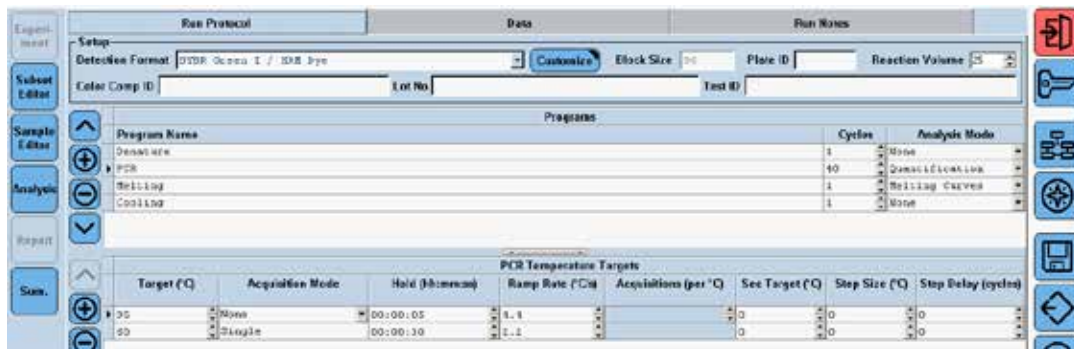 Experi-
ment
Subset
Editor
Sample
Editor
Analysis
Report
Sum.
Run Protocol Data Run Notes
Setup
Detection Format SYBR Green I / HRM Dye Customize Block Size 96 Plate ID Reaction Volume 25
Color Comp ID Lot No Test ID
Programs
Program Name Cycles Analysis Mode
Denature 1 None
PCR 40 Quantification
Melting 1 Melting Curves
Cooling 1 None
PCR Temperature Targets
Target (°C) Acquisition Mode Hold (hh:mm:ss) Ramp Rate (°C/s) Acquisitions (per °C) Sec Target (°C) Step Size (°C) Step Delay (cycles)
95 None 00:00:05 4.4 0 0 0
60 Single 00:00:30 2.2 0 0 0